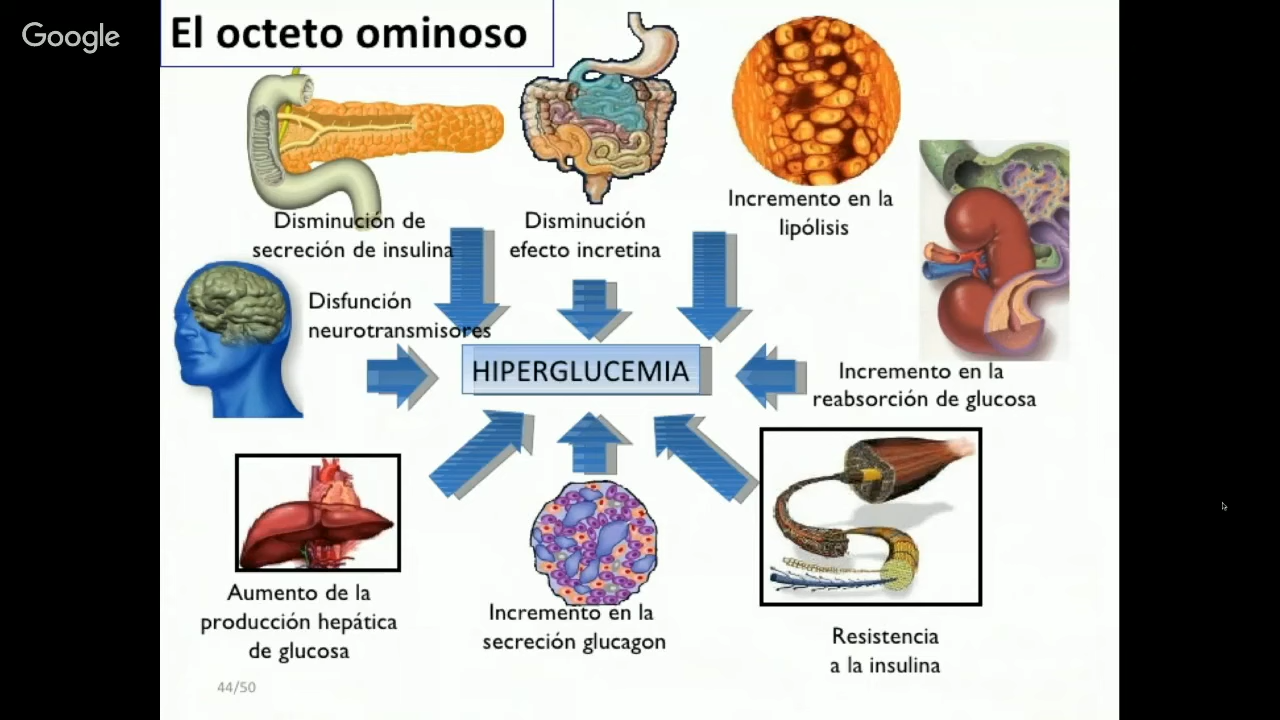 Google
El octeto ominoso
Disminución de
secreción de insulina
Disminución
efecto incretina
Incremento en la
lipólisis
Disfunción
neurotransmisores
HIPERGLUCEMIA
Incremento en la
reabsorción de glucosa
Aumento de la
producción hepática
de glucosa
Incremento en la
secreción glucagon
Resistencia
a la insulina
44/50